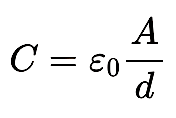 C = ε₀ A/d